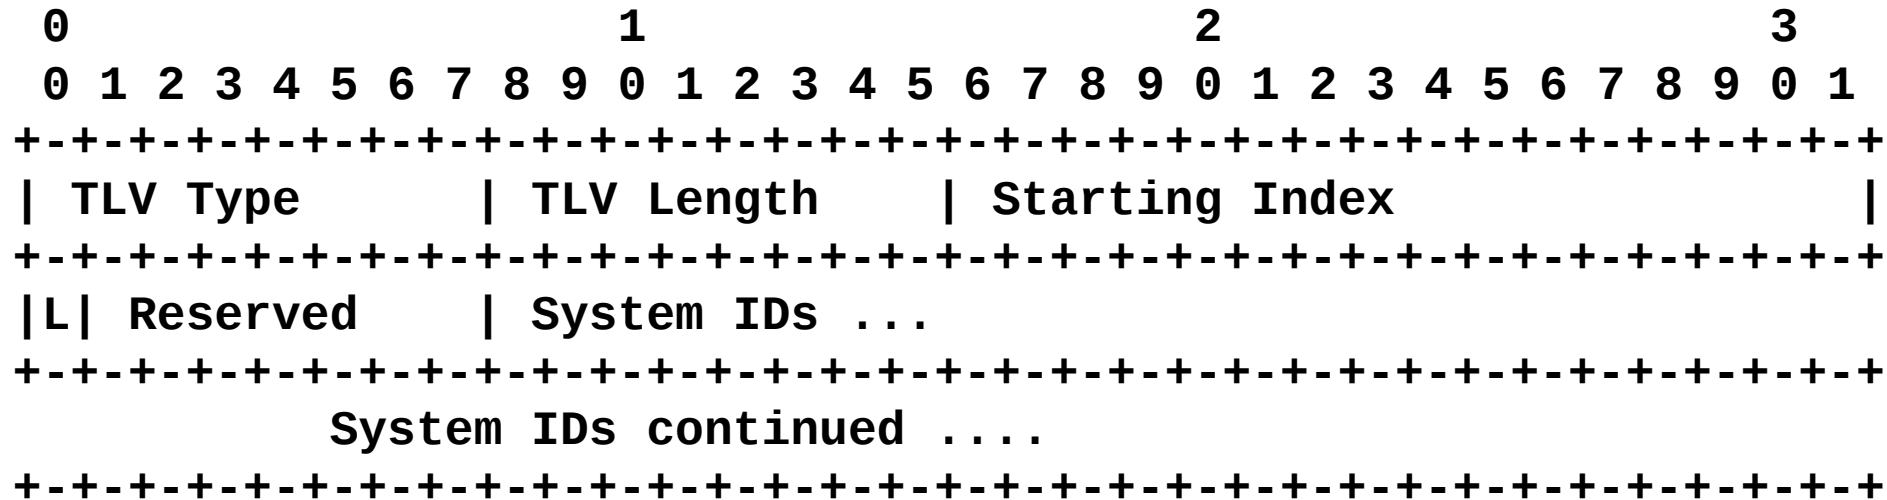 0                   1                   2                   3
 0 1 2 3 4 5 6 7 8 9 0 1 2 3 4 5 6 7 8 9 0 1 2 3 4 5 6 7 8 9 0 1
+-+-+-+-+-+-+-+-+-+-+-+-+-+-+-+-+-+-+-+-+-+-+-+-+-+-+-+-+-+-+-+-+
| TLV Type      | TLV Length    | Starting Index                |
+-+-+-+-+-+-+-+-+-+-+-+-+-+-+-+-+-+-+-+-+-+-+-+-+-+-+-+-+-+-+-+-+
|L| Reserved    | System IDs ...
+-+-+-+-+-+-+-+-+-+-+-+-+-+-+-+-+-+-+-+-+-+-+-+-+-+-+-+-+-+-+-+-+
           System IDs continued ....
+-+-+-+-+-+-+-+-+-+-+-+-+-+-+-+-+-+-+-+-+-+-+-+-+-+-+-+-+-+-+-+-+